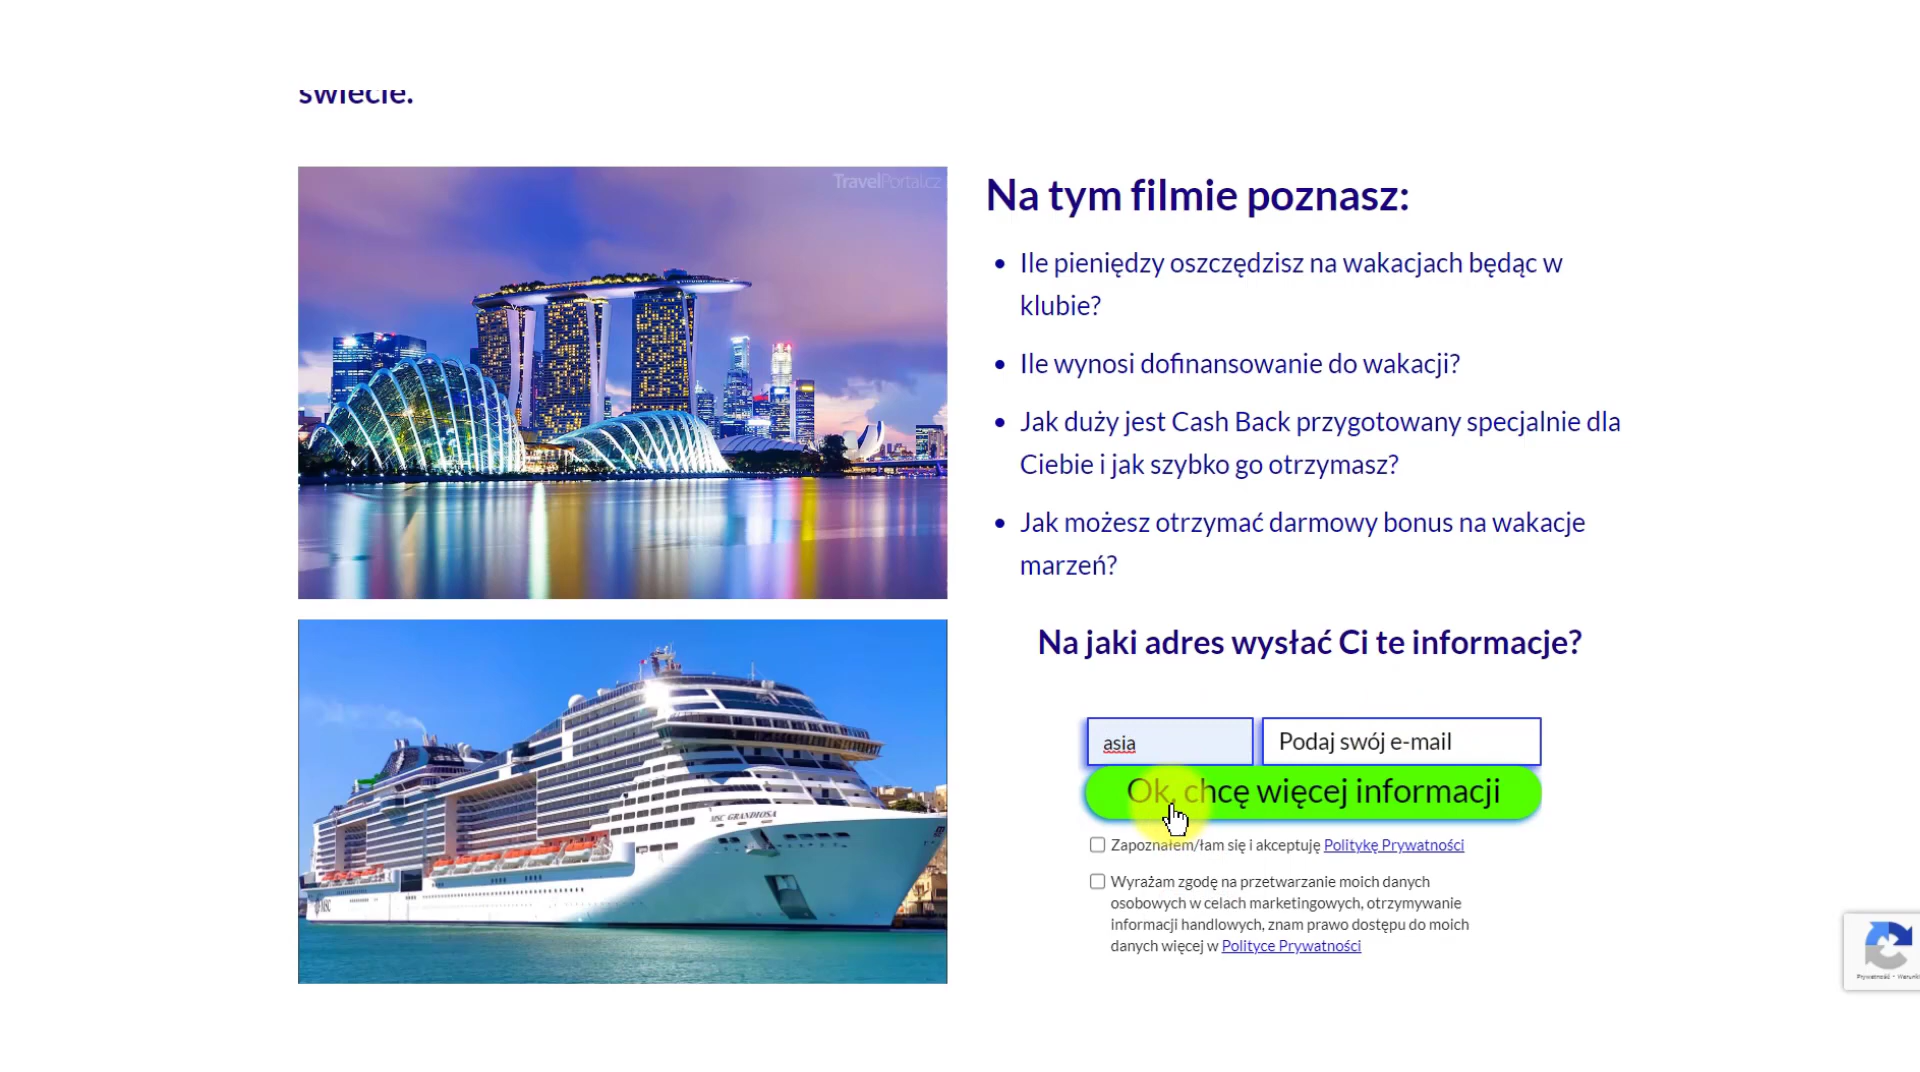 świecie.
TravelPortal.cz
Na tym filmie poznasz:
• Ile pieniędzy oszczędzisz na wakacjach będąc w
klubie?
• Ile wynosi dofinansowanie do wakacji?
• Jak duży jest Cash Back przygotowany specjalnie dla
Ciebie i jak szybko go otrzymasz?
• Jak możesz otrzymać darmowy bonus na wakacje
marzeń?
Na jaki adres wysłać Ci te informacje?
asia
Podaj swój e-mail
Ok, chcę więcej informacji
Zapoznałem/łam się i akceptuję Politykę Prywatności
Wyrażam zgodę na przetwarzanie moich danych
osobowych w celach marketingowych, otrzymywanie
informacji handlowych, znam prawo dostępu do moich
danych więcej w Polityce Prywatności
MSC GRANDIOSA
MSC
Prywatność •